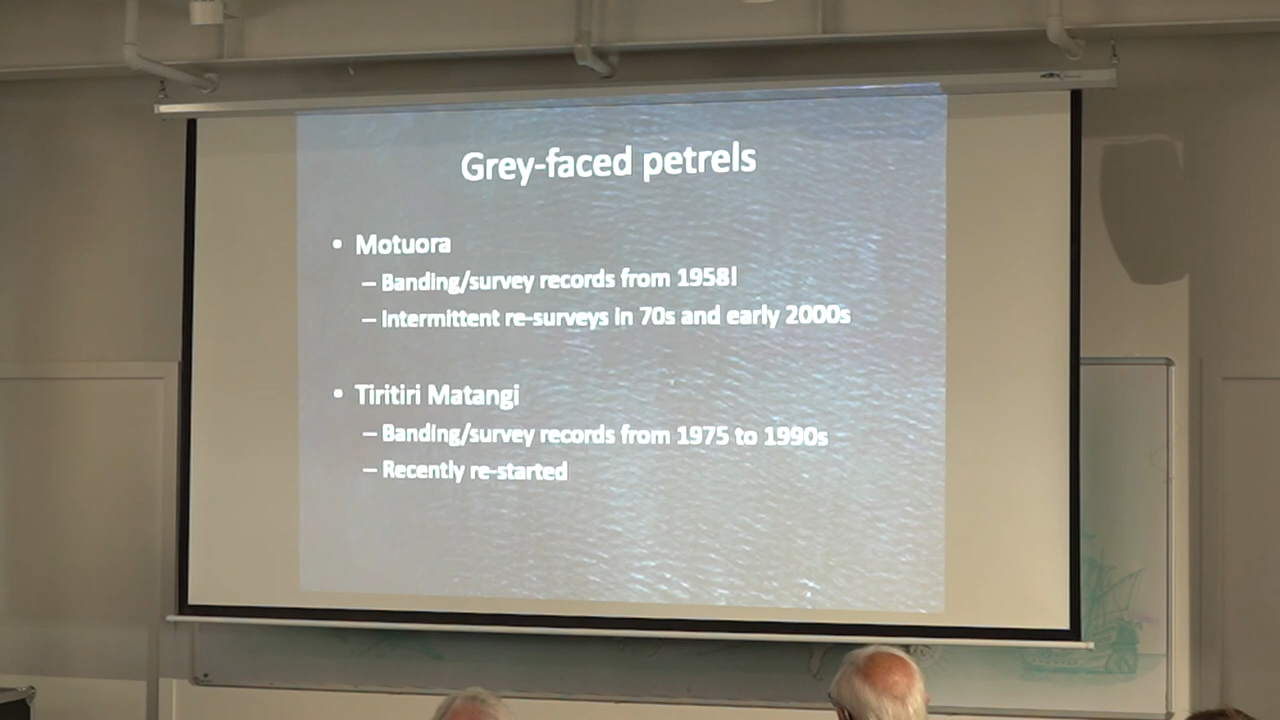 Grey-faced petrels
• Motuora
– Banding/survey records from 1958!
– Intermittent re-surveys in 70s and early 2000s
• Tiritiri Matangi
– Banding/survey records from 1975 to 1990s
– Recently re-started